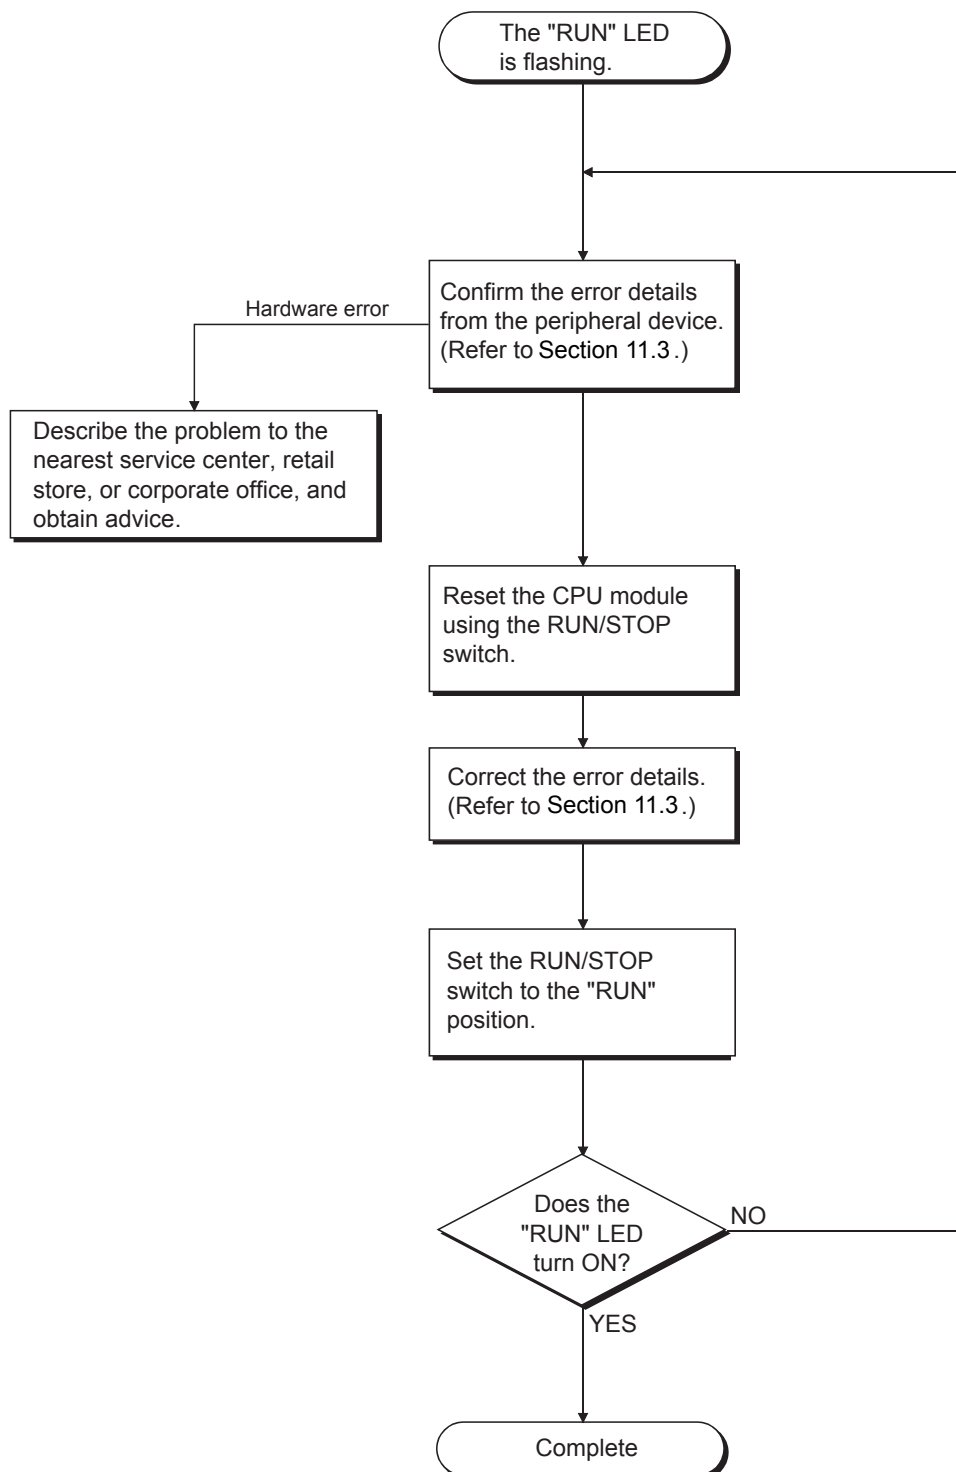 The "RUN" LED
is flashing.
Confirm the error details
from the peripheral device.
(Refer to Section 11.3.)
Hardware error
Describe the problem to the
nearest service center, retail
store, or corporate office, and
obtain advice.
Reset the CPU module
using the RUN/STOP
switch.
Correct the error details.
(Refer to Section 11.3.)
Set the RUN/STOP
switch to the "RUN"
position.
Does the
"RUN" LED
turn ON?
NO
YES
Complete